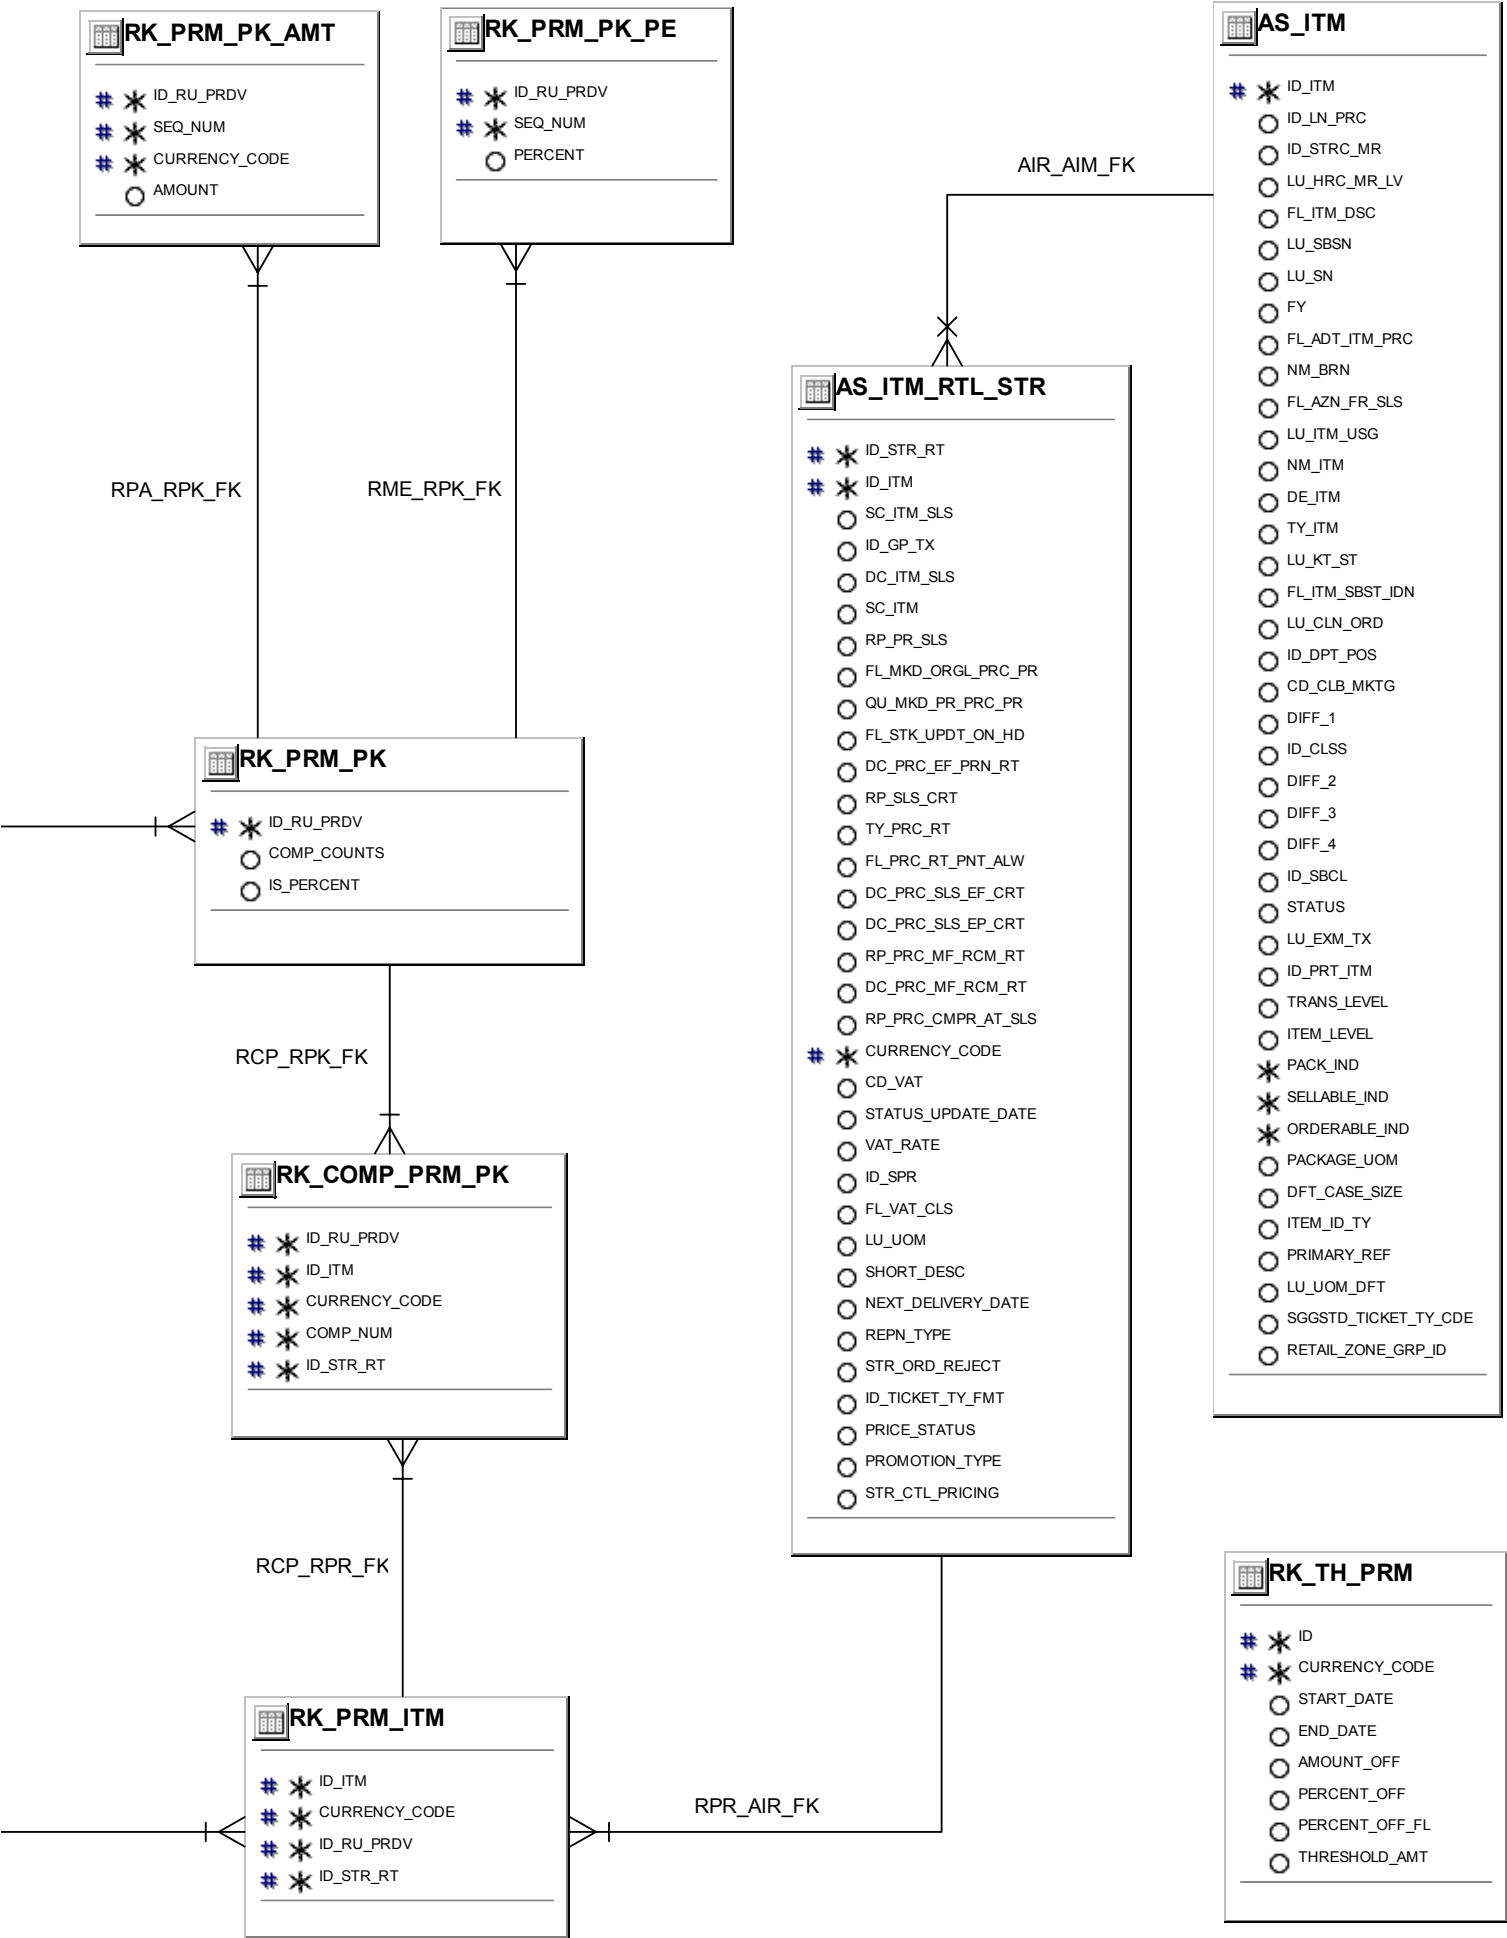 RK_PRM_PK_AMT
# * ID_RU_PRDV
# * SEQ_NUM
# * CURRENCY_CODE
AMOUNT
RK_PRM_PK_PE
# * ID_RU_PRDV
# * SEQ_NUM
PERCENT
AS_ITM
# * ID_ITM
ID_LN_PRC
ID_STRC_MR
LU_HRC_MR_LV
FL_ITM_DSC
LU_SBSN
LU_SN
FY
FL_ADT_ITM_PRC
NM_BRN
FL_AZN_FR_SLS
LU_ITM_USG
NM_ITM
DE_ITM
TY_ITM
LU_KT_ST
FL_ITM_SBST_IDN
LU_CLN_ORD
ID_DPT_POS
CD_CLB_MKTG
DIFF_1
ID_CLSS
DIFF_2
DIFF_3
DIFF_4
ID_SBCL
STATUS
LU_EXM_TX
ID_PRT_ITM
TRANS_LEVEL
ITEM_LEVEL
* PACK_IND
* SELLABLE_IND
* ORDERABLE_IND
PACKAGE_UOM
DFT_CASE_SIZE
ITEM_ID_TY
PRIMARY_REF
LU_UOM_DFT
SGGSTD_TICKET_TY_CDE
RETAIL_ZONE_GRP_ID
AIR_AIM_FK
AS_ITM_RTL_STR
# * ID_STR_RT
# * ID_ITM
SC_ITM_SLS
ID_GP_TX
DC_ITM_SLS
SC_ITM
RP_PR_SLS
FL_MKD_ORGL_PRC_PR
QU_MKD_PR_PRC_PR
FL_STK_UPDT_ON_HD
DC_PRC_EF_PRN_RT
RP_SLS_CRT
TY_PRC_RT
FL_PRC_RT_PNT_ALW
DC_PRC_SLS_EF_CRT
DC_PRC_SLS_EP_CRT
RP_PRC_MF_RCM_RT
DC_PRC_MF_RCM_RT
RP_PRC_CMPR_AT_SLS
# * CURRENCY_CODE
CD_VAT
STATUS_UPDATE_DATE
VAT_RATE
ID_SPR
FL_VAT_CLS
LU_UOM
SHORT_DESC
NEXT_DELIVERY_DATE
REPN_TYPE
STR_ORD_REJECT
ID_TICKET_TY_FMT
PRICE_STATUS
PROMOTION_TYPE
STR_CTL_PRICING
RPA_RPK_FK
RME_RPK_FK
RK_PRM_PK
# * ID_RU_PRDV
COMP_COUNTS
IS_PERCENT
RCP_RPK_FK
RK_COMP_PRM_PK
# * ID_RU_PRDV
# * ID_ITM
# * CURRENCY_CODE
# * COMP_NUM
# * ID_STR_RT
RCP_RPR_FK
RK_PRM_ITM
# * ID_ITM
# * CURRENCY_CODE
# * ID_RU_PRDV
# * ID_STR_RT
RPR_AIR_FK
RK_TH_PRM
# * ID
# * CURRENCY_CODE
START_DATE
END_DATE
AMOUNT_OFF
PERCENT_OFF
PERCENT_OFF_FL
THRESHOLD_AMT